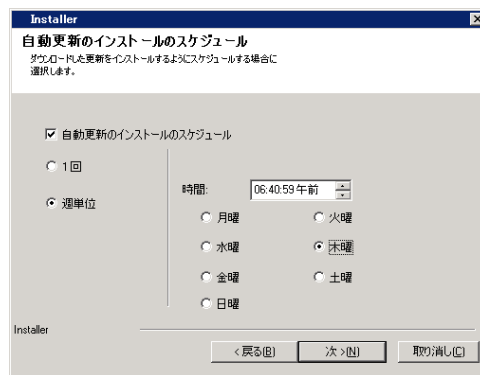 Installer
自動更新のインストールのスケジュール
ダウンロードした更新をインストールするようにスケジュールする場合に
選択します。
自動更新のインストールのスケジュール
1回
週単位
時間: 06:40:59 午前
月曜 火曜
水曜 木曜
金曜 土曜
日曜
Installer
< 戻る(B) 次 >(N) 取り消し(C)